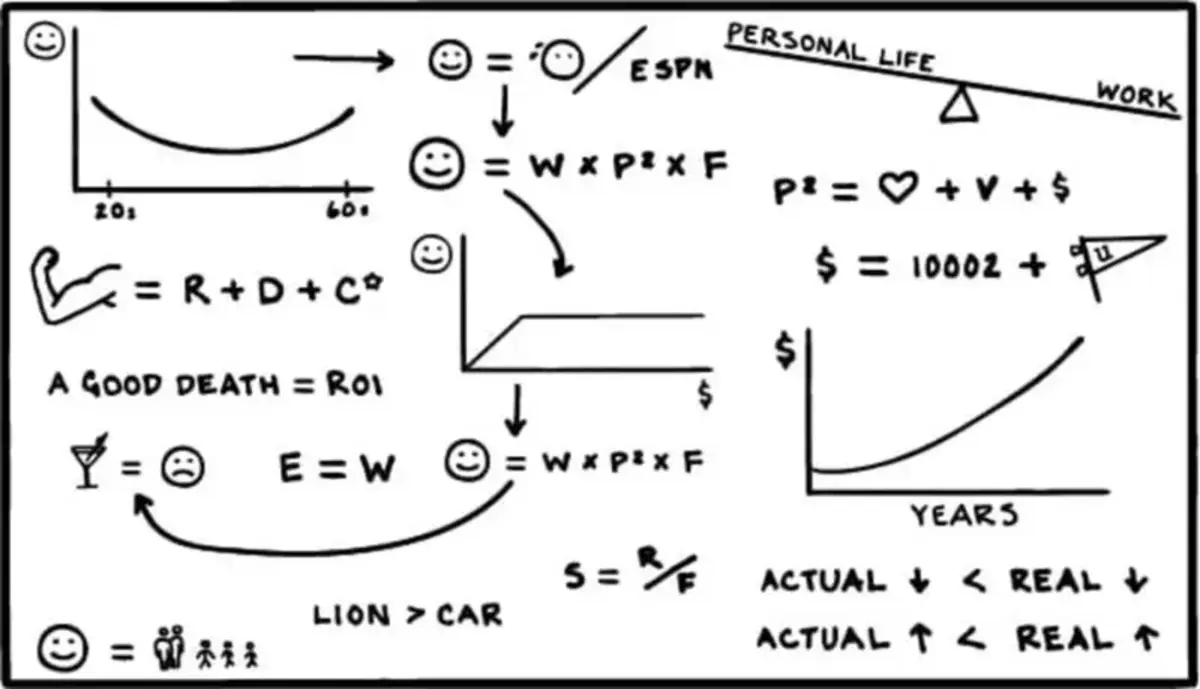 = / ESPN
PERSONAL LIFE
WORK
= W x P² x F
20s
60s
P² = ♡ + V + $
= R + D + C☆
$ = 10002 +
U
$
$
A GOOD DEATH = ROI
= ☹
E = W
= W x P² x F
YEARS
S = R/F
ACTUAL ↓ < REAL ↓
LION > CAR
ACTUAL ↑ < REAL ↑
=